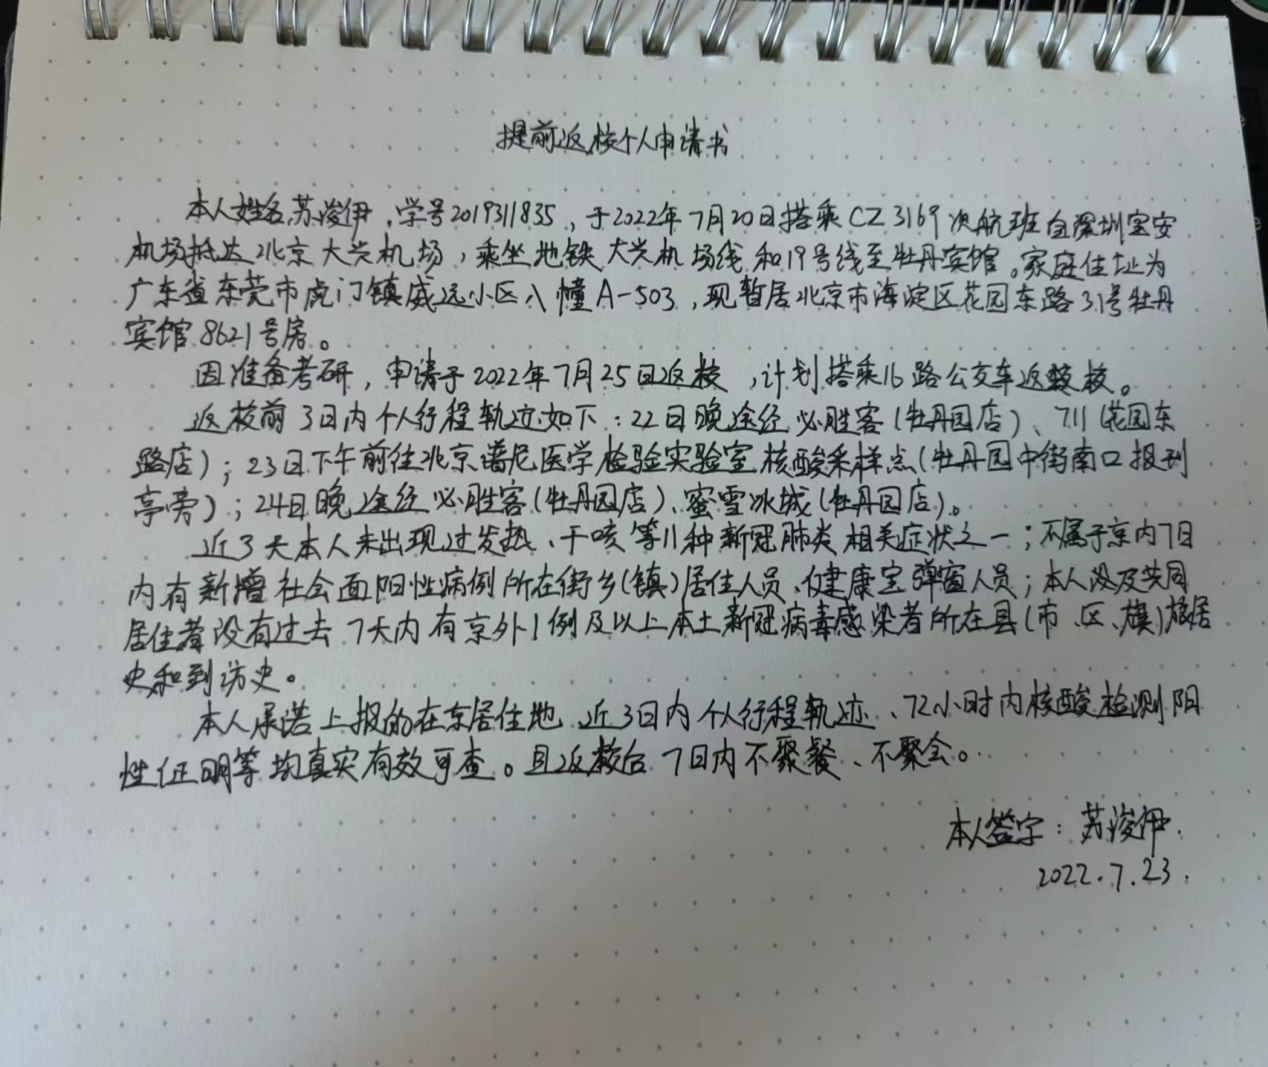 提前返校个人申请书
本人姓名苏浚伊，学号2019311835，于2022年7月20日搭乘CZ3169次航班自深圳宝安
机场抵达北京大兴机场，乘坐地铁大兴机场线和19号线至牡丹宾馆。家庭住址为
广东省东莞市虎门镇威远小区八幢A-503，现暂居北京市海淀区花园东路31号牡丹
宾馆8621号房。
因准备考研，申请于2022年7月25日返校，计划搭乘16路公交车返校。
返校前3日内个人行程轨迹如下：22日晚途经必胜客（牡丹园店）、711（花园东
路店）；23日下午前往北京谱尼医学检验实验室核酸采样点（牡丹园中街南口报刊
亭旁）；24日晚途经必胜客（牡丹园店）、蜜雪冰城（牡丹园店）。
近3天本人未出现过发热、干咳等11种新冠肺炎相关症状之一；不属于京内7日
内有新增社会面阳性病例所在街乡（镇）居住人员、健康宝弹窗人员；本人及共同
居住者没有过去7天内有京外1例及以上本土新冠病毒感染者所在县（市、区、旗）旅居
史和到访史。
本人承诺上报的在京居住地、近3日内个人行程轨迹、72小时内核酸检测阳
性证明等均真实有效可查。且返校后7日内不聚餐、不聚会。
本人签字：苏浚伊
2022.7.23.